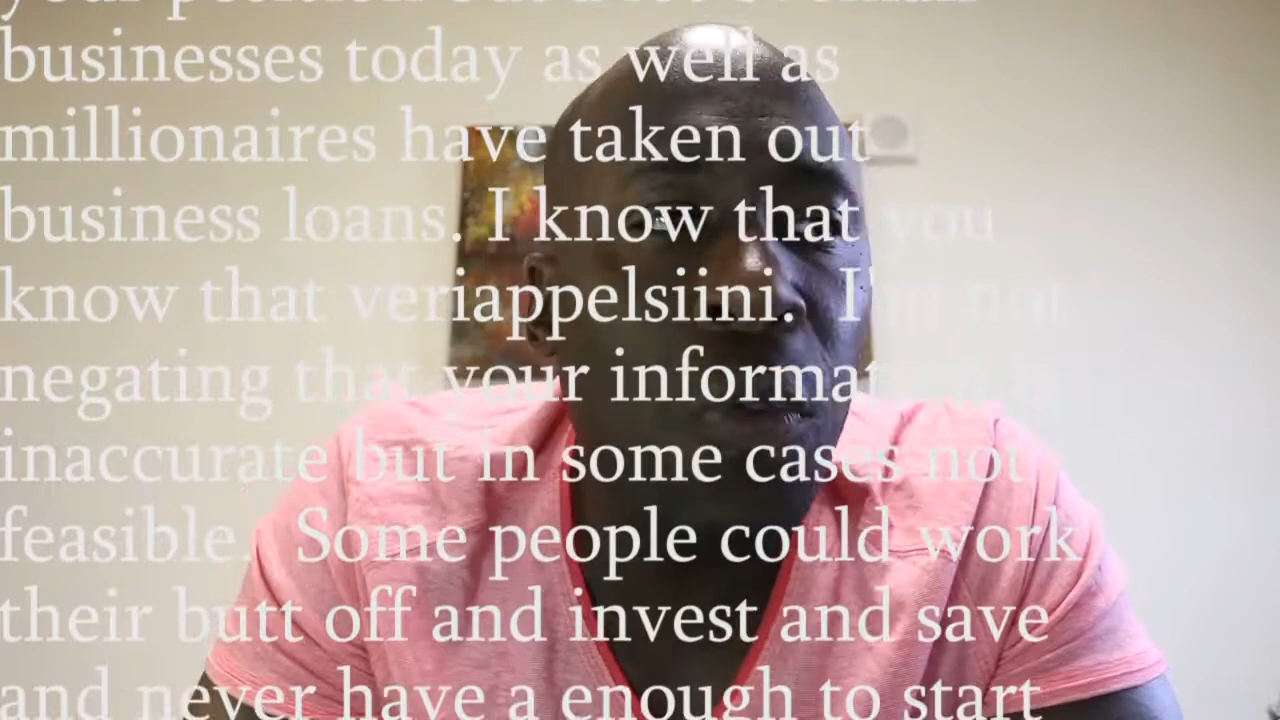 businesses today as well as
millionaires have taken out
business loans. I know that you
know that veriappelsiini. I'm not
negating that your information is
inaccurate but in some cases not
feasible. Some people could work
their butt off and invest and save
and never have a enough to start